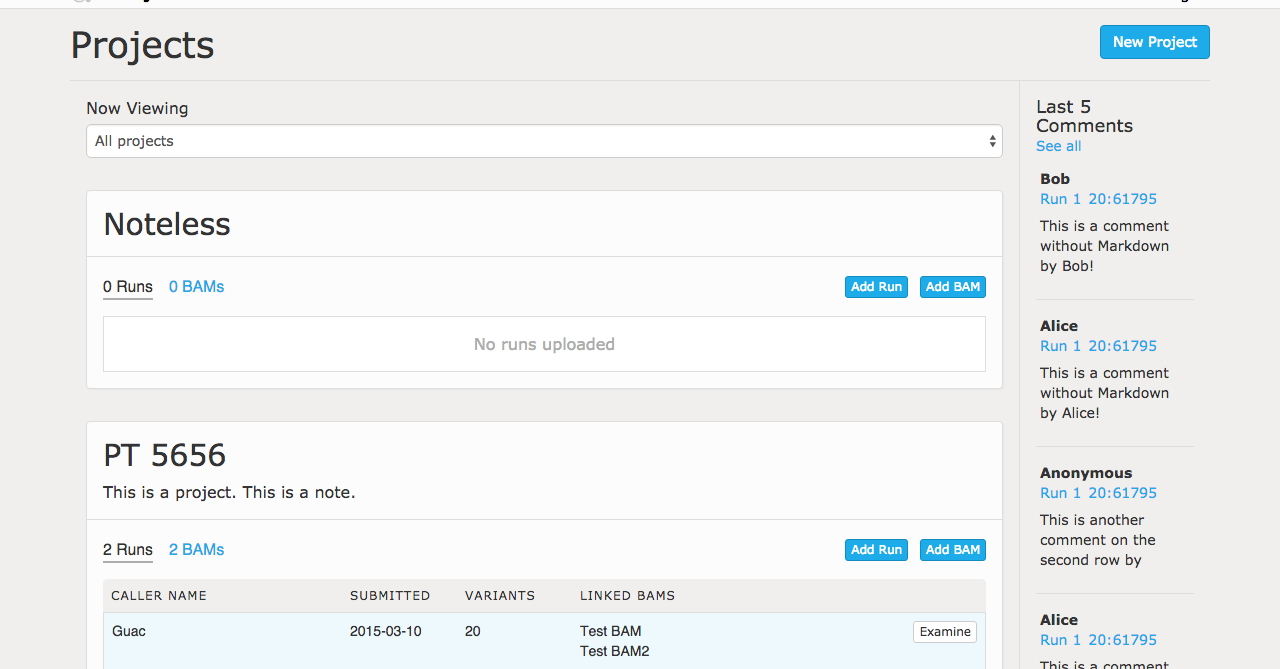 Projects
New Project
Now Viewing
All projects
Noteless
0 Runs 0 BAMs
Add Run Add BAM
No runs uploaded
PT 5656
This is a project. This is a note.
2 Runs 2 BAMs
Add Run Add BAM
CALLER NAME SUBMITTED VARIANTS LINKED BAMS
Guac 2015-03-10 20 Test BAM
Test BAM2
Examine
Last 5
Comments
See all
Bob
Run 1 20:61795
This is a comment
without Markdown
by Bob!
Alice
Run 1 20:61795
This is a comment
without Markdown
by Alice!
Anonymous
Run 1 20:61795
This is another
comment on the
second row by
Alice
Run 1 20:61795
This is a comment